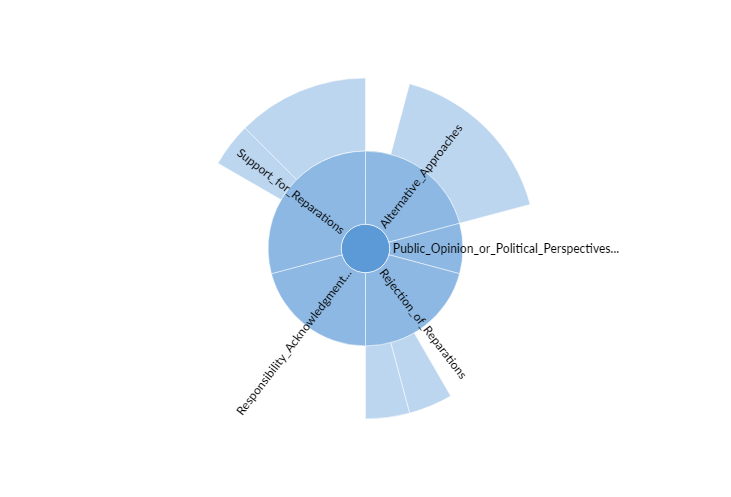 Alternative_Approaches
Public_Opinion_or_Political_Perspectives...
Rejection_of_Reparations
Responsibility_Acknowledgment...
Support_for_Reparations